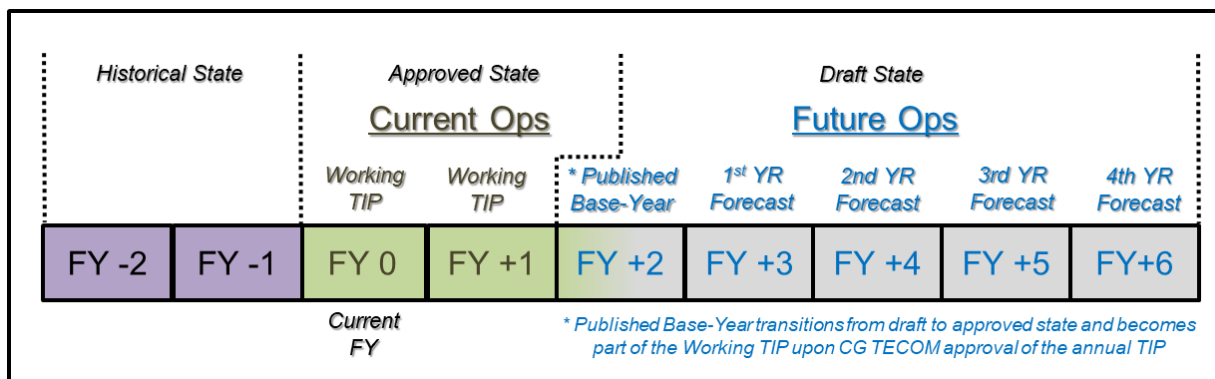 Historical State
Approved State
Draft State
Current Ops
Future Ops
Working TIP
Working TIP
* Published Base-Year
1st YR Forecast
2nd YR Forecast
3rd YR Forecast
4th YR Forecast
FY -2
FY -1
FY 0
FY +1
FY +2
FY +3
FY +4
FY +5
FY+6
Current FY
* Published Base-Year transitions from draft to approved state and becomes
part of the Working TIP upon CG TECOM approval of the annual TIP